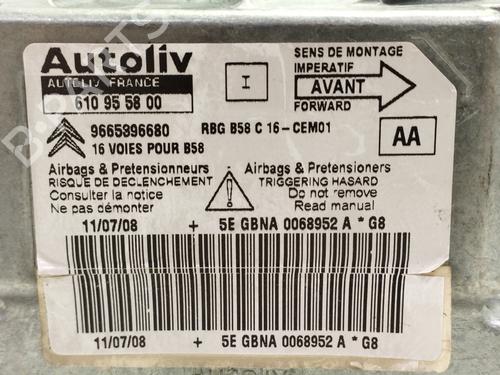 Autoliv
AUTOLIV FRANCE
610 95 58 00
I
SENS DE MONTAGE
IMPERATIF
AVANT
FORWARD
9665896680 RBG B58 C 16-CEM01
16 VOIES POUR B58
AA
Airbags & Pretensionneurs
RISQUE DE DECLENCHEMENT
Consulter la notice
Ne pas démonter
Airbags & Pretensioners
TRIGGERING HASARD
Do not remove
Read manual
11/07/08 + 5E GBNA 0068952 A * G8
11/07/08 + 5E GBNA 0068952 A * G8